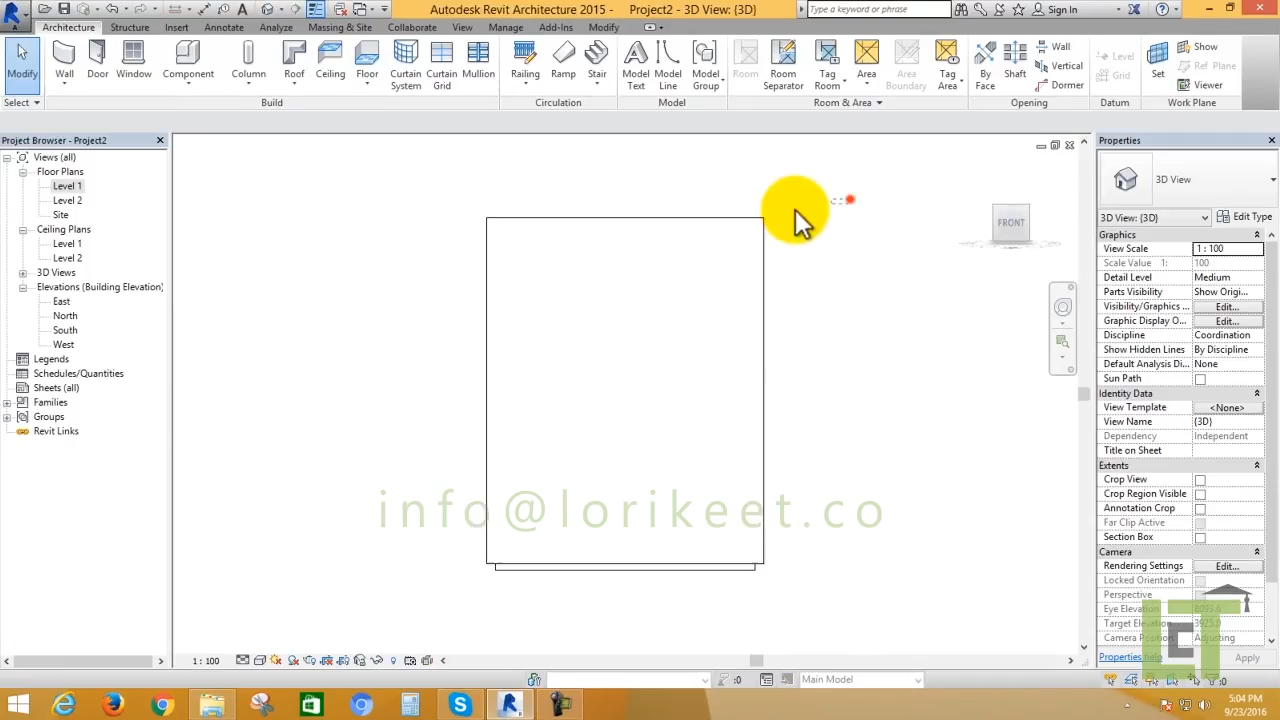 Autodesk Revit Architecture 2015 - Project2 - 3D View: {3D}
Type a keyword or phrase
Sign In
Architecture Structure Insert Annotate Analyze Massing & Site Collaborate View Manage Add-Ins Modify
Modify Wall Door Window Component Column Roof Ceiling Floor Curtain System Curtain Grid Mullion Railing Ramp Stair Model Text Model Line Model Group Room Room Separator Tag Room Area Area Boundary Tag Area By Face Shaft Wall Vertical Dormer Level Grid Set Show Ref Plane Viewer
Select Build Circulation Model Room & Area Opening Datum Work Plane
Project Browser - Project2
Views (all)
Floor Plans
Level 1
Level 2
Site
Ceiling Plans
Level 1
Level 2
3D Views
Elevations (Building Elevation)
East
North
South
West
Legends
Schedules/Quantities
Sheets (all)
Families
Groups
Revit Links
FRONT
info@lorikeet.co
Properties
3D View
3D View: {3D} Edit Type
Graphics
View Scale 1 : 100
Scale Value 1: 100
Detail Level Medium
Parts Visibility Show Origi...
Visibility/Graphics ... Edit...
Graphic Display O... Edit...
Discipline Coordination
Show Hidden Lines By Discipline
Default Analysis Di... None
Sun Path
Identity Data
View Template <None>
View Name {3D}
Dependency Independent
Title on Sheet
Extents
Crop View
Crop Region Visible
Annotation Crop
Far Clip Active
Section Box
Camera
Rendering Settings Edit...
Locked Orientation
Perspective
Eye Elevation 8093.6
Target Elevation 3925.0
Camera Position Adjusting
Properties help Apply
1 : 100
:0 Main Model :0
5:04 PM
9/23/2016